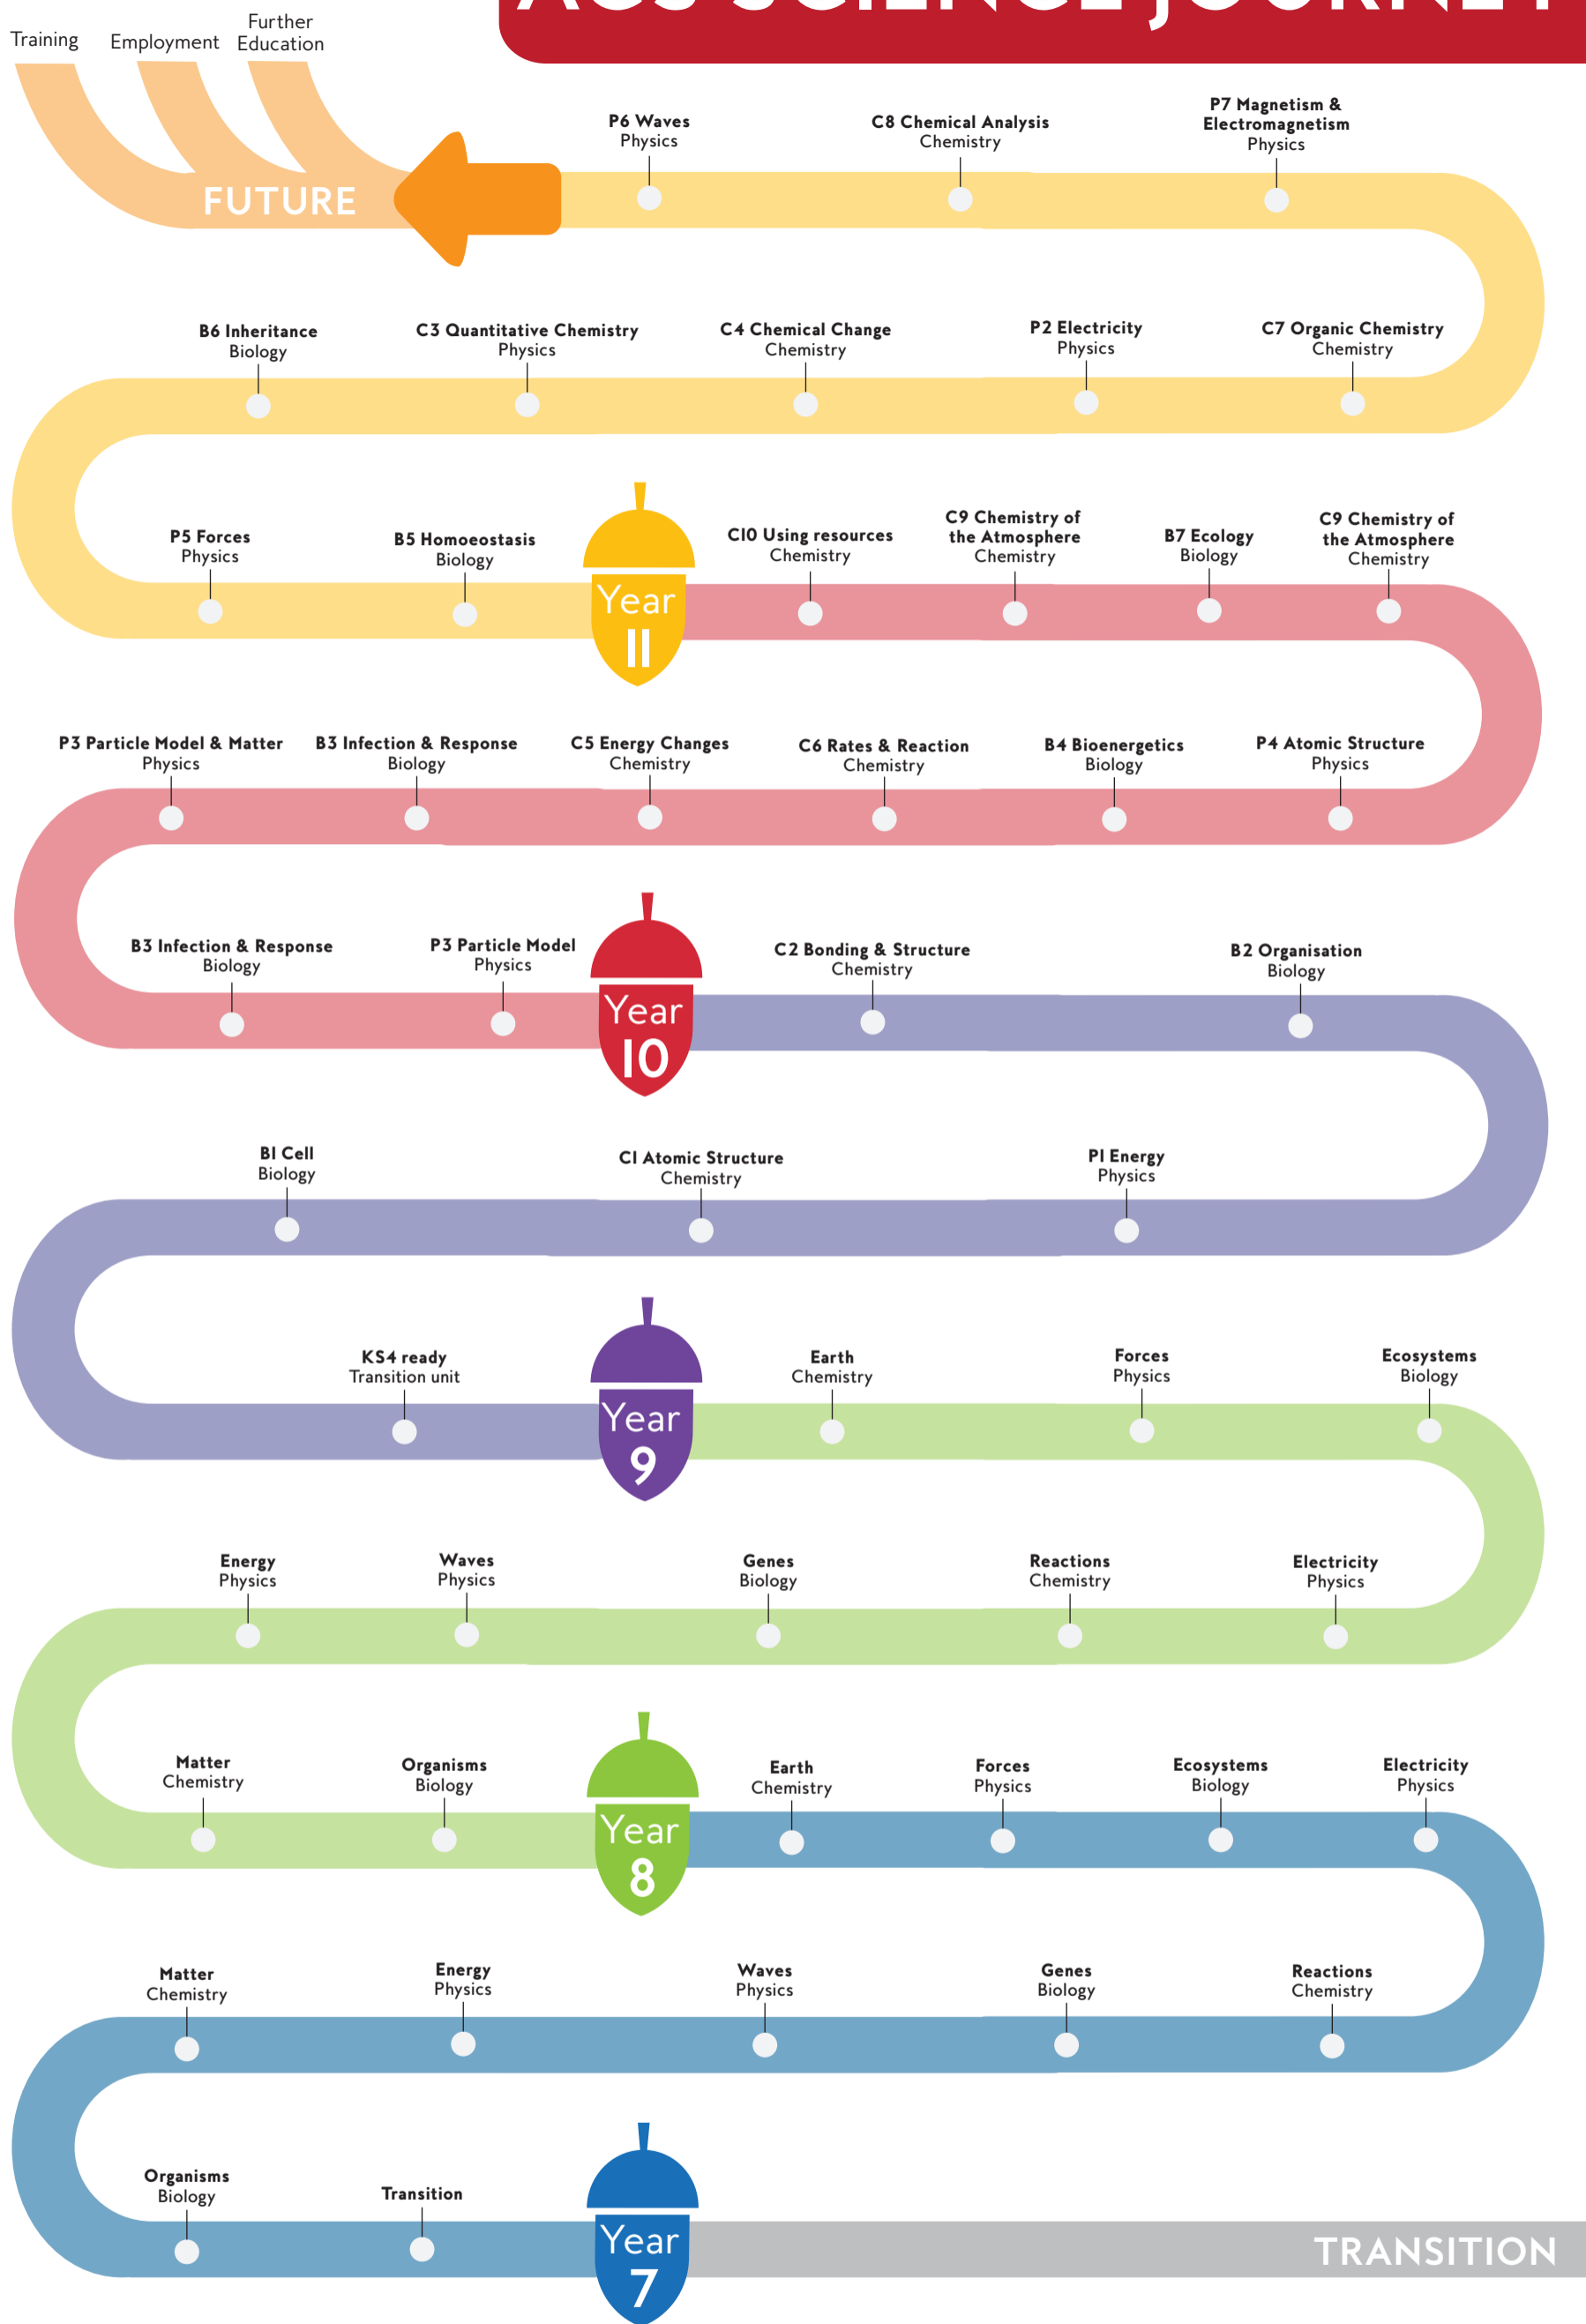 ACS SCIENCE JOURNEY
Training
Employment
Further
Education
FUTURE
P6 Waves
Physics
C8 Chemical Analysis
Chemistry
P7 Magnetism &
Electromagnetism
Physics
B6 Inheritance
Biology
C3 Quantitative Chemistry
Physics
C4 Chemical Change
Chemistry
P2 Electricity
Physics
C7 Organic Chemistry
Chemistry
P5 Forces
Physics
B5 Homoeostasis
Biology
Year
11
C10 Using resources
Chemistry
C9 Chemistry of
the Atmosphere
Chemistry
B7 Ecology
Biology
C9 Chemistry of
the Atmosphere
Chemistry
P3 Particle Model & Matter
Physics
B3 Infection & Response
Biology
C5 Energy Changes
Chemistry
C6 Rates & Reaction
Chemistry
B4 Bioenergetics
Biology
P4 Atomic Structure
Physics
B3 Infection & Response
Biology
P3 Particle Model
Physics
Year
10
C2 Bonding & Structure
Chemistry
B2 Organisation
Biology
B1 Cell
Biology
C1 Atomic Structure
Chemistry
P1 Energy
Physics
KS4 ready
Transition unit
Year
9
Earth
Chemistry
Forces
Physics
Ecosystems
Biology
Energy
Physics
Waves
Physics
Genes
Biology
Reactions
Chemistry
Electricity
Physics
Matter
Chemistry
Organisms
Biology
Year
8
Earth
Chemistry
Forces
Physics
Ecosystems
Biology
Electricity
Physics
Matter
Chemistry
Energy
Physics
Waves
Physics
Genes
Biology
Reactions
Chemistry
Organisms
Biology
Transition
Year
7
TRANSITION